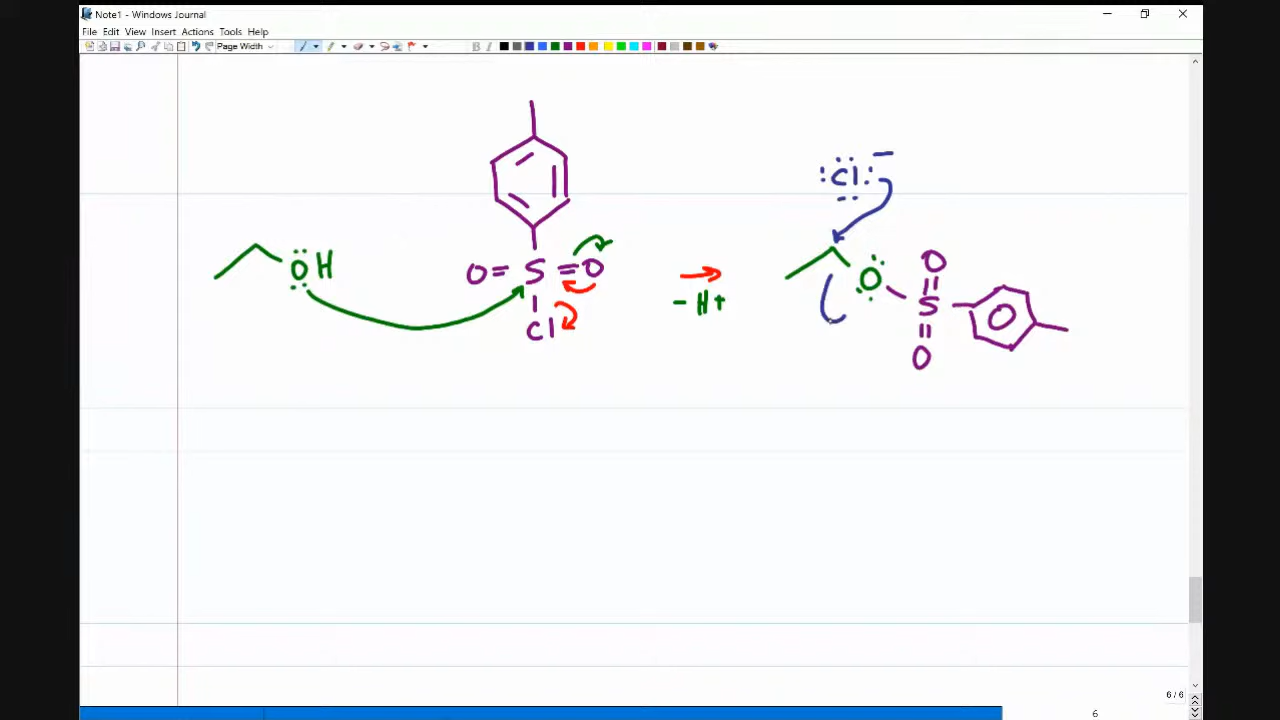 Note1 - Windows Journal
File Edit View Insert Actions Tools Help
Page Width B I
:Cl: −
OH O=S=O → O O
Cl − H+ S
O
6 / 6
6